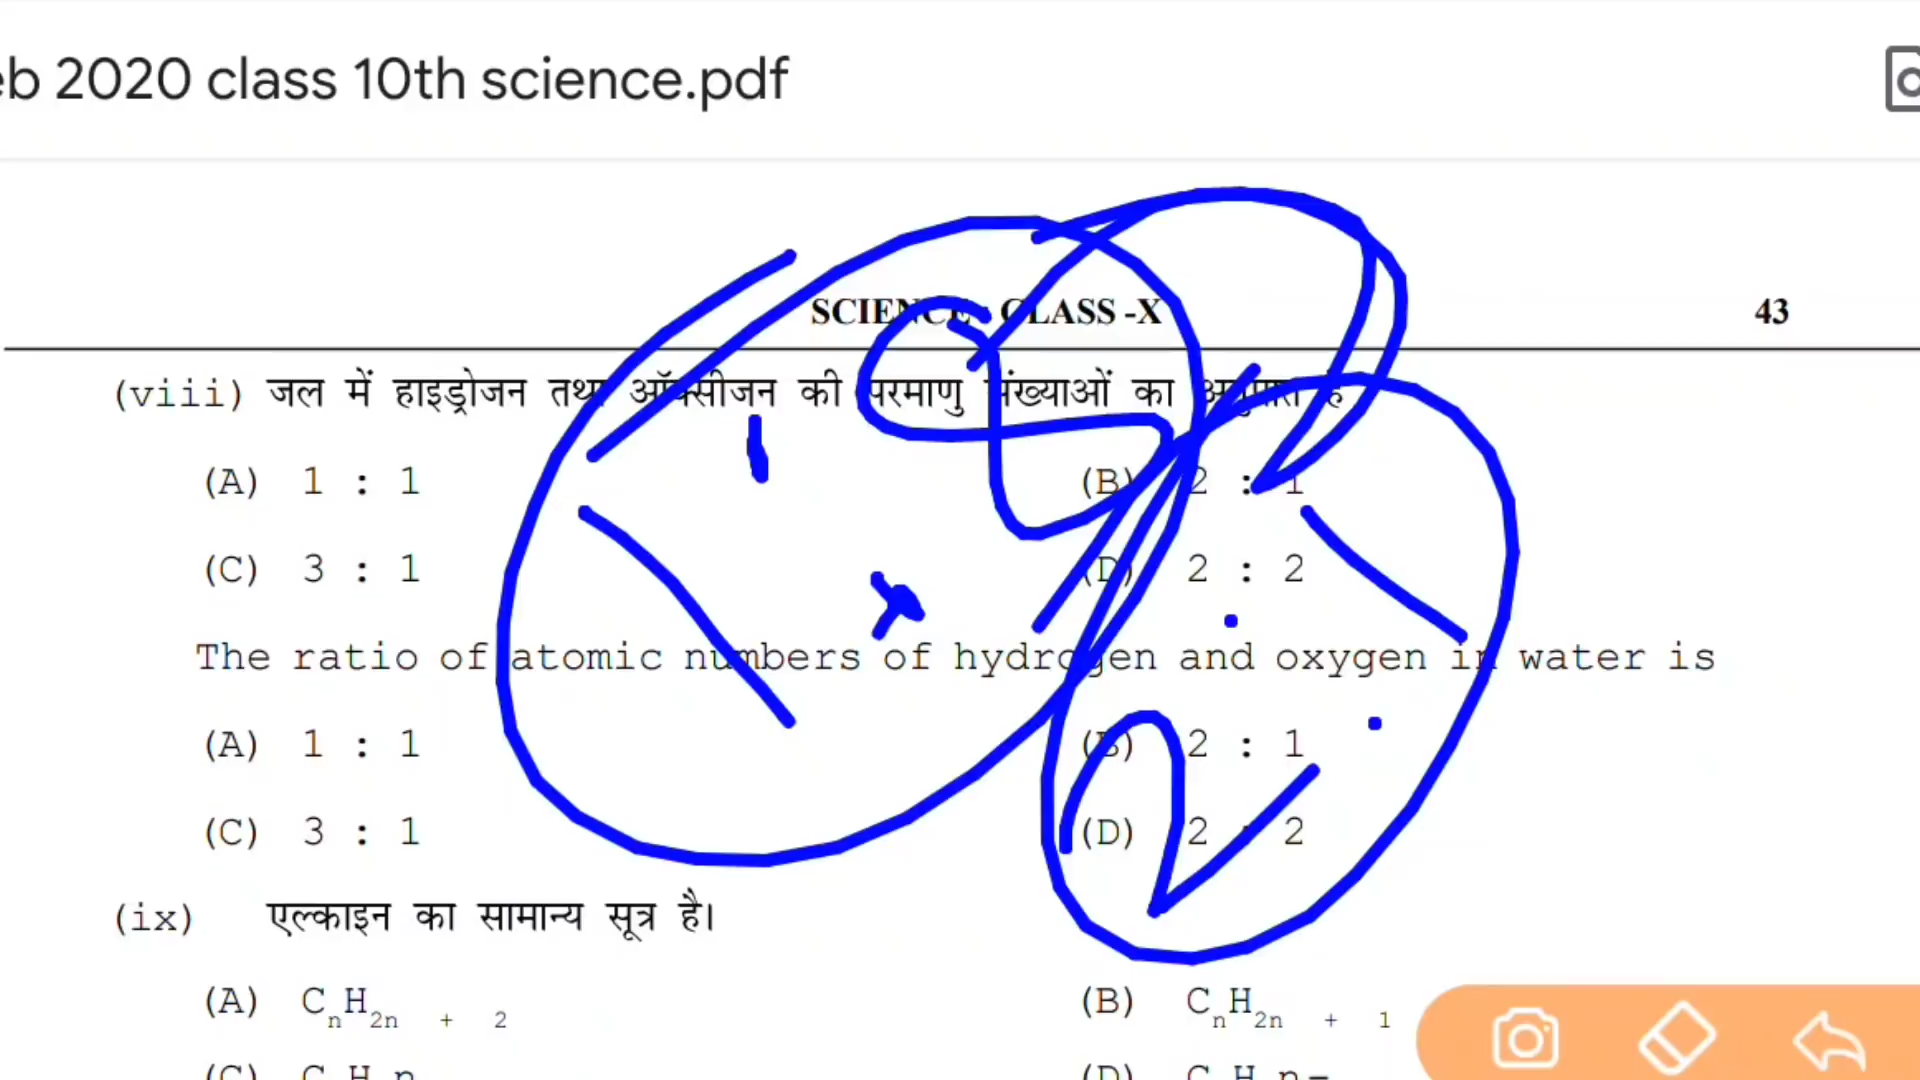 eb 2020 class 10th science.pdf
SCIENCE : CLASS -X 43
(viii) जल में हाइड्रोजन तथा ऑक्सीजन की परमाणु संख्याओं का अनुपात है
(A) 1 : 1 (B) 2 : 1
(C) 3 : 1 (D) 2 : 2
The ratio of atomic numbers of hydrogen and oxygen in water is
(A) 1 : 1 (B) 2 : 1
(C) 3 : 1 (D) 2 : 2
(ix) एल्काइन का सामान्य सूत्र है।
(A) CnH2n + 2 (B) CnH2n + 1
(C) (D)